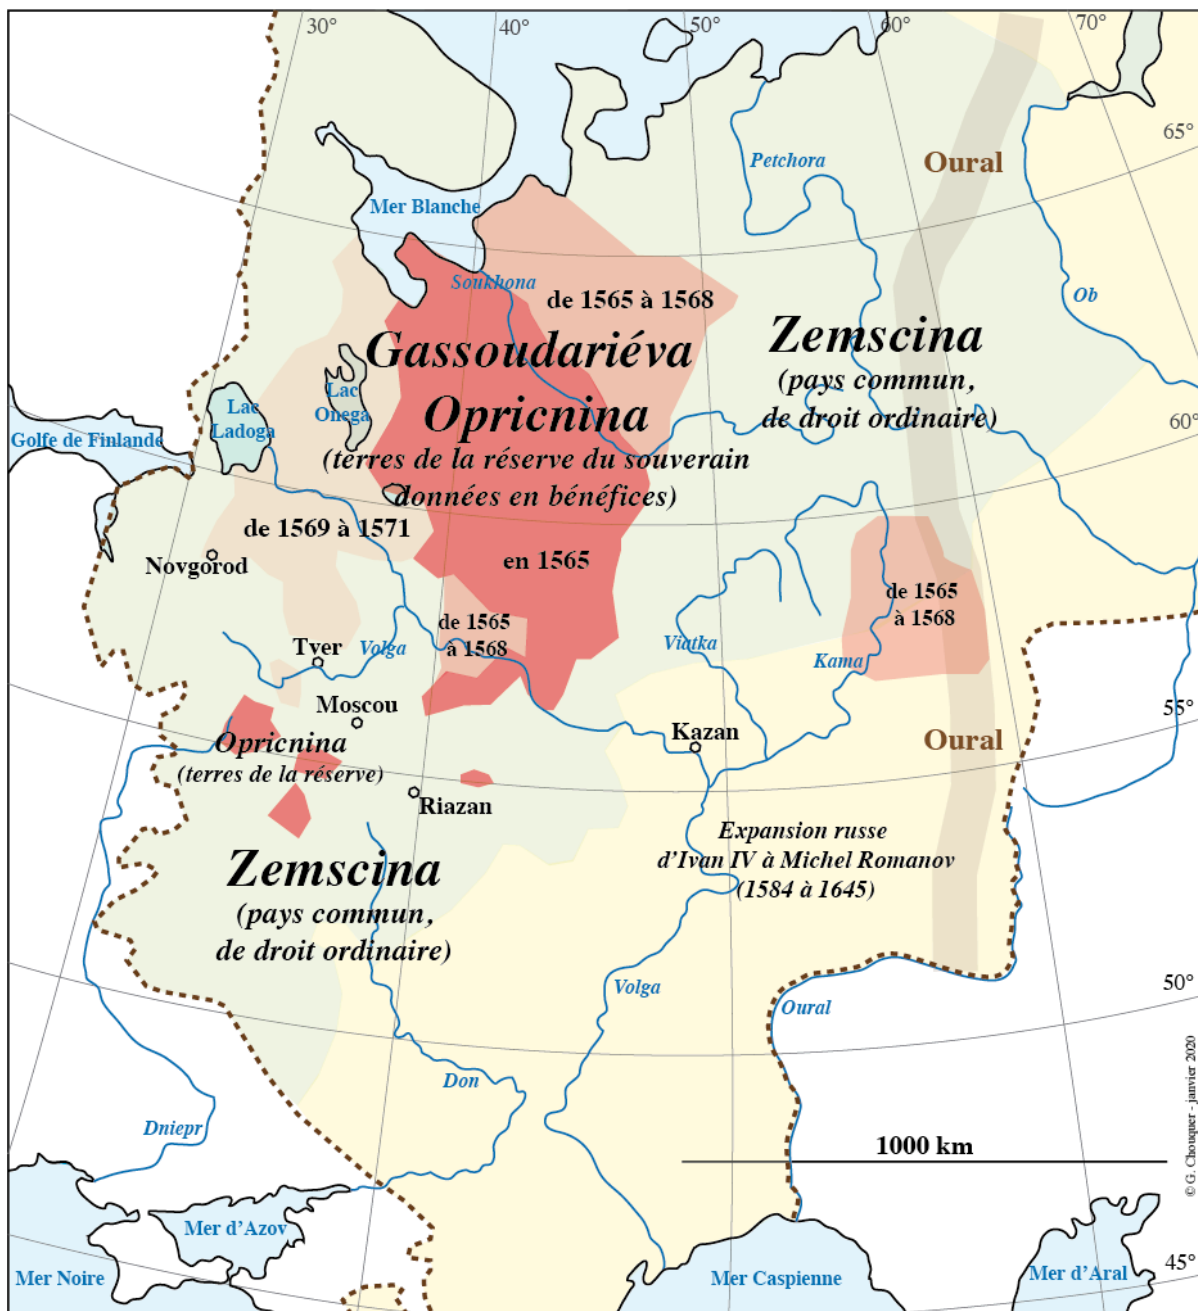 30°
40°
50°
60°
70°
65°
Petchora
Oural
Mer Blanche
Soukhona
de 1565 à 1568
Ob
Gassoudariéva
Opricnina
(terres de la réserve du souverain
données en bénéfices)
Zemscina
(pays commun,
de droit ordinaire)
Lac
Onega
Lac
Ladoga
Golfe de Finlande
60°
de 1569 à 1571
Novgorod
en 1565
de 1565
à 1568
de 1565
à 1568
Tver
Volga
Viatka
Kama
Moscou
55°
Kazan
Oural
Opricnina
(terres de la réserve)
Riazan
Expansion russe
d'Ivan IV à Michel Romanov
(1584 à 1645)
Zemscina
(pays commun,
de droit ordinaire)
Volga
Oural
50°
Don
Dniepr
1000 km
© G. Chouquer - janvier 2020
Mer d'Azov
Mer Noire
Mer Caspienne
Mer d'Aral
45°